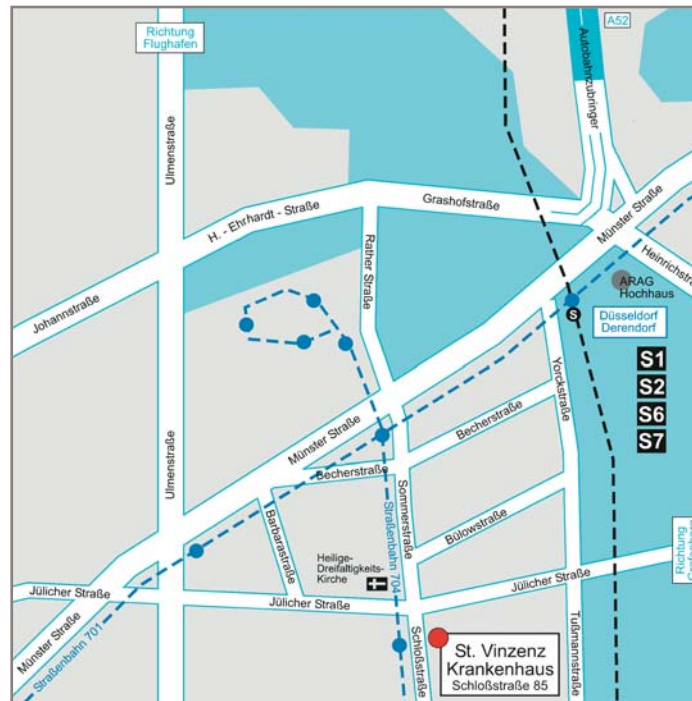 Richtung
Flughafen
A52
Autobahnzubringer
Ulmenstraße
Grashofstraße
Münster Straße
H. - Ehrhardt - Straße
Rather Straße
Heinrichstra
ARAG
Hochhaus
Johannstraße
S
Düsseldorf
Derendorf
S1
S2
S6
S7
Yorckstraße
Münster Straße
Becherstraße
Becherstraße
Ulmenstraße
Sommerstraße
Straßenbahn 704
Barbarastraße
Bülowstraße
Heilige-
Dreifaltigkeits-
Kirche
Richtung
Jülicher Straße
Jülicher Straße
Jülicher Straße
Münster Straße
Straßenbahn 701
Schloßstraße
Tußmannstraße
St. Vinzenz
Krankenhaus
Schloßstraße 85